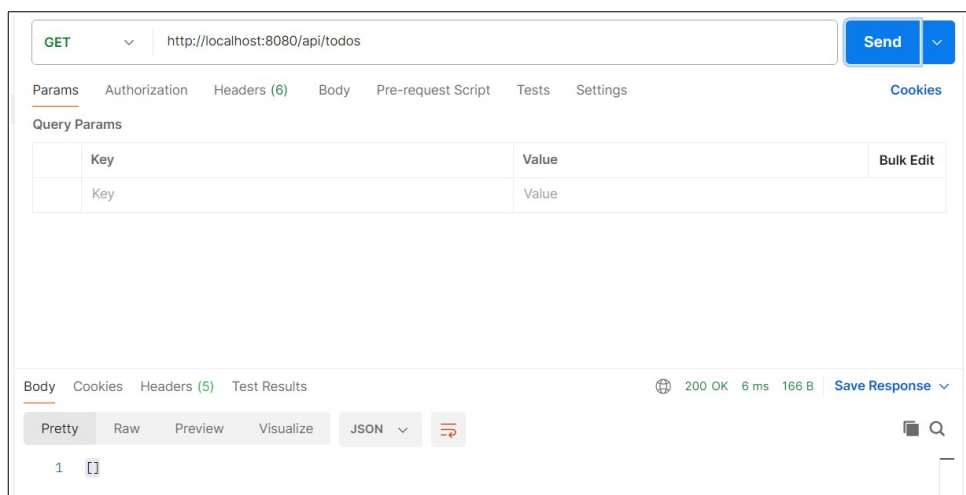 GET http://localhost:8080/api/todos Send
Params Authorization Headers (6) Body Pre-request Script Tests Settings Cookies
Query Params
Key Value Bulk Edit
Key Value
Body Cookies Headers (5) Test Results 200 OK 6 ms 166 B Save Response
Pretty Raw Preview Visualize JSON
1 []